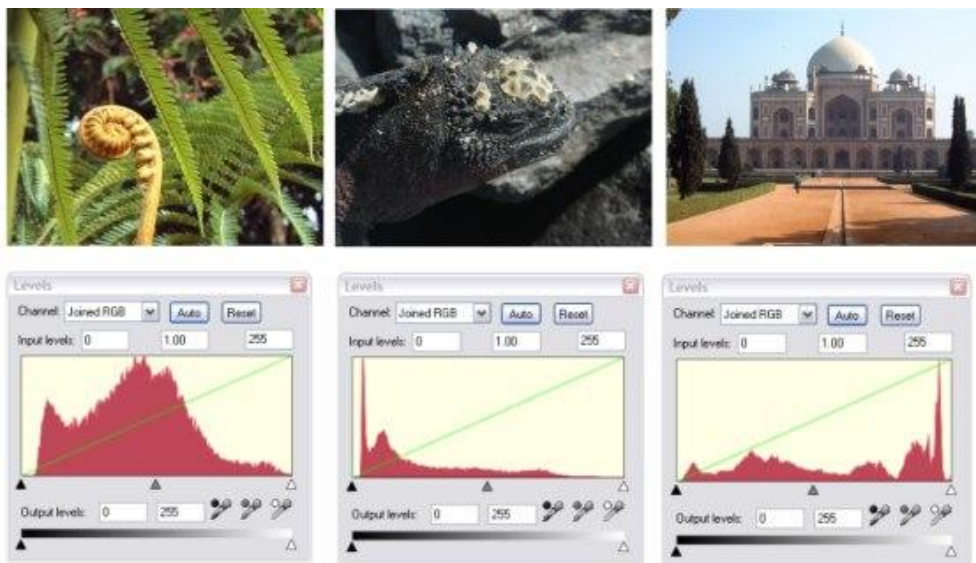 Levels
Channel: Joined RGB Auto Reset
Input levels: 0 1.00 255
Output levels: 0 255
Levels
Channel: Joined RGB Auto Reset
Input levels: 0 1.00 255
Output levels: 0 255
Levels
Channel: Joined RGB Auto Reset
Input levels: 0 1.00 255
Output levels: 0 255